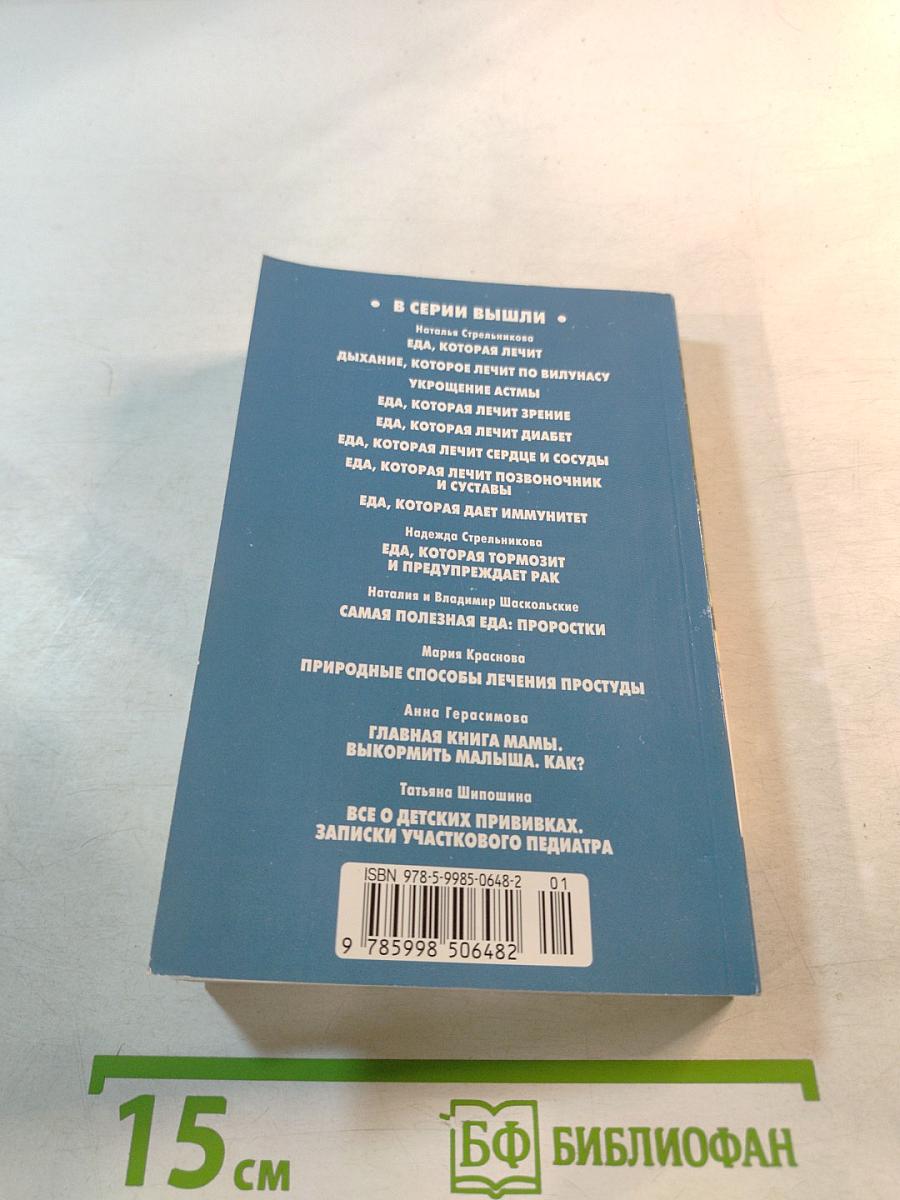 • В СЕРИИ ВЫШЛИ •
Наталья Стрельникова
ЕДА, КОТОРАЯ ЛЕЧИТ
ДЫХАНИЕ, КОТОРОЕ ЛЕЧИТ ПО ВИЛУНАСУ
УКРОЩЕНИЕ АСТМЫ
ЕДА, КОТОРАЯ ЛЕЧИТ ЗРЕНИЕ
ЕДА, КОТОРАЯ ЛЕЧИТ ДИАБЕТ
ЕДА, КОТОРАЯ ЛЕЧИТ СЕРДЦЕ И СОСУДЫ
ЕДА, КОТОРАЯ ЛЕЧИТ ПОЗВОНОЧНИК
И СУСТАВЫ
ЕДА, КОТОРАЯ ДАЕТ ИММУНИТЕТ
Надежда Стрельникова
ЕДА, КОТОРАЯ ТОРМОЗИТ
И ПРЕДУПРЕЖДАЕТ РАК
Наталия и Владимир Шаскольские
САМАЯ ПОЛЕЗНАЯ ЕДА: ПРОРОСТКИ
Мария Краснова
ПРИРОДНЫЕ СПОСОБЫ ЛЕЧЕНИЯ ПРОСТУДЫ
Анна Герасимова
ГЛАВНАЯ КНИГА МАМЫ.
ВЫКОРМИТЬ МАЛЫША. КАК?
Татьяна Шипошина
ВСЕ О ДЕТСКИХ ПРИВИВКАХ.
ЗАПИСКИ УЧАСТКОВОГО ПЕДИАТРА
ISBN 978-5-9985-0648-2 01
9 785998 506482
15 см
БФ БИБЛИОФАН